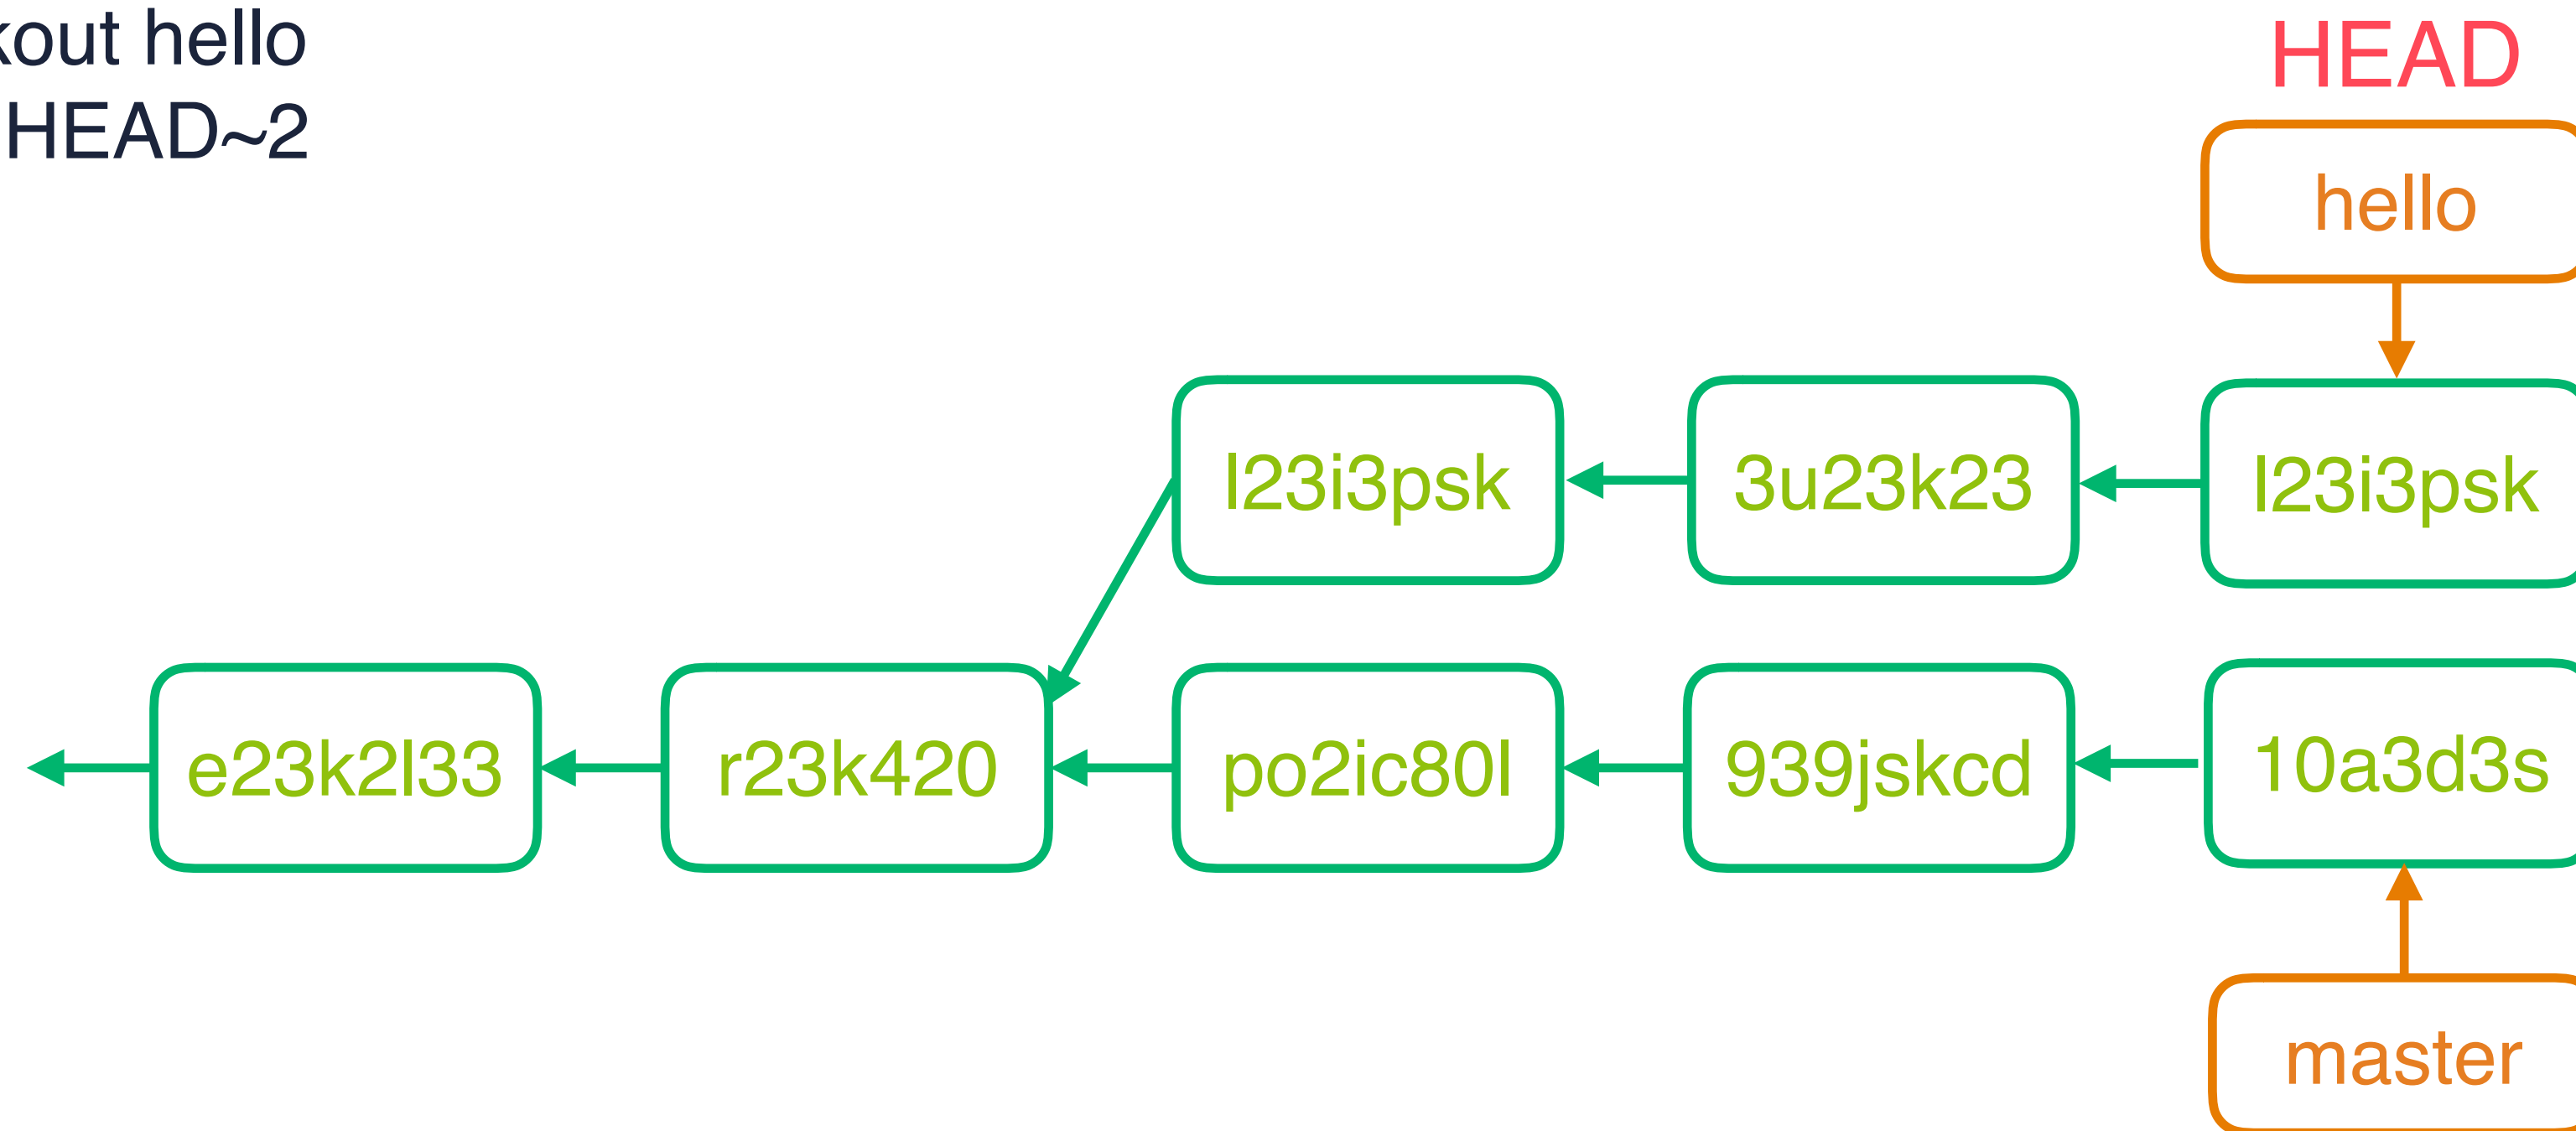 kout hello
HEAD~2
HEAD
hello
l23i3psk
3u23k23
l23i3psk
e23k2l33
r23k420
po2ic80l
939jskcd
10a3d3s
master